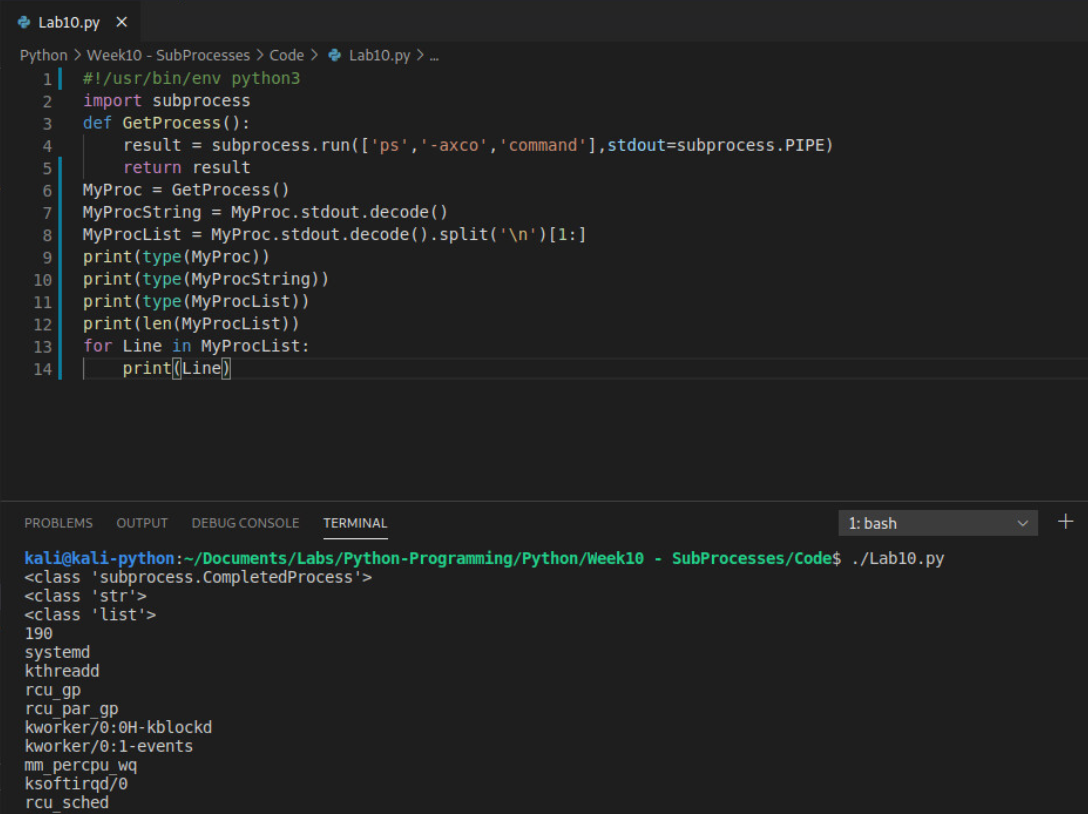 Lab10.py ×
Python > Week10 - SubProcesses > Code > Lab10.py > ...
1 #!/usr/bin/env python3
2 import subprocess
3 def GetProcess():
4     result = subprocess.run(['ps','-axco','command'],stdout=subprocess.PIPE)
5     return result
6 MyProc = GetProcess()
7 MyProcString = MyProc.stdout.decode()
8 MyProcList = MyProc.stdout.decode().split('\n')[1:]
9 print(type(MyProc))
10 print(type(MyProcString))
11 print(type(MyProcList))
12 print(len(MyProcList))
13 for Line in MyProcList:
14     print(Line)
PROBLEMS OUTPUT DEBUG CONSOLE TERMINAL 1: bash +
kali@kali-python:~/Documents/Labs/Python-Programming/Python/Week10 - SubProcesses/Code$ ./Lab10.py
<class 'subprocess.CompletedProcess'>
<class 'str'>
<class 'list'>
190
systemd
kthreadd
rcu_gp
rcu_par_gp
kworker/0:0H-kblockd
kworker/0:1-events
mm_percpu_wq
ksoftirqd/0
rcu_sched